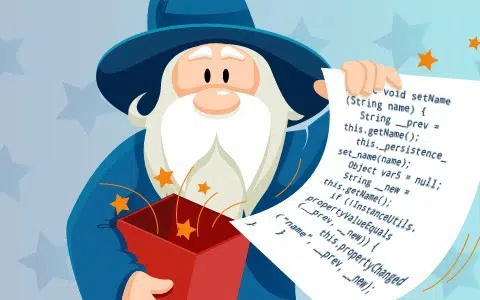 void setName
(String name) {
String __prev =
this.getName();
this._persistence_
set_name(name);
Object var5 = null;
String __new =
this.getName();
if (!InstanceUtils.
propertyValueEquals
(__prev, __new)) {
this.propertyChanged
("name", __prev, __new);
}